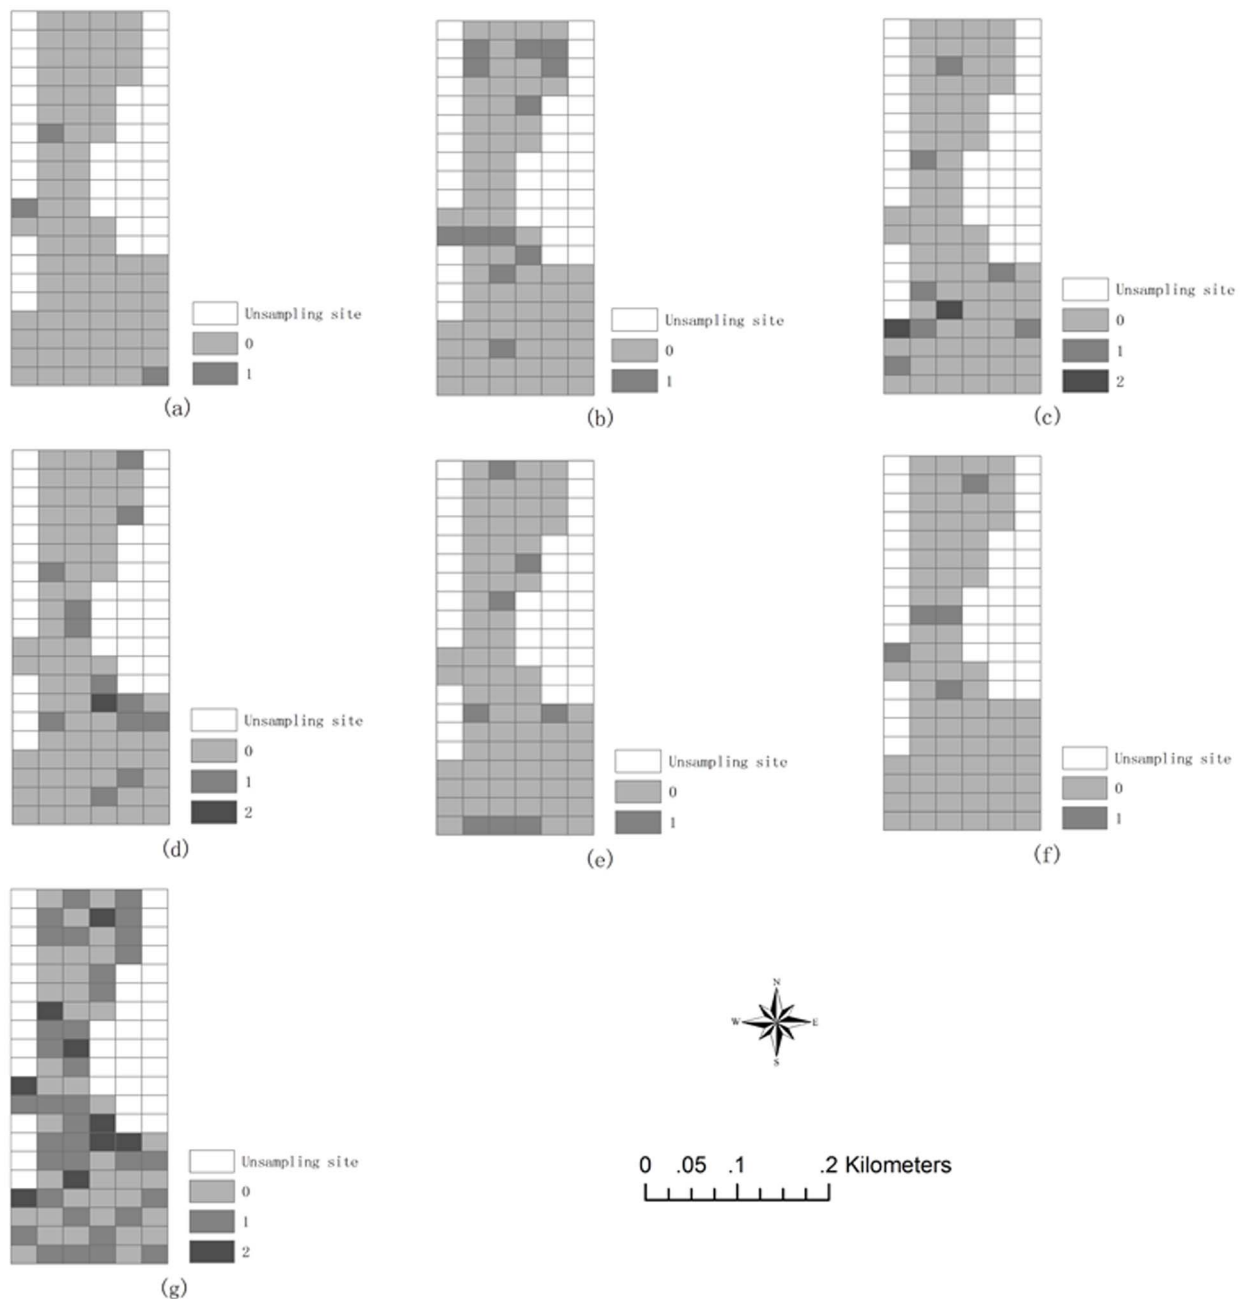 Unsampling site
0
1
(a)
Unsampling site
0
1
(b)
Unsampling site
0
1
2
(c)
Unsampling site
0
1
2
(d)
Unsampling site
0
1
(e)
Unsampling site
0
1
(f)
Unsampling site
0
1
2
(g)
N
W E
S
0 .05 .1 .2 Kilometers